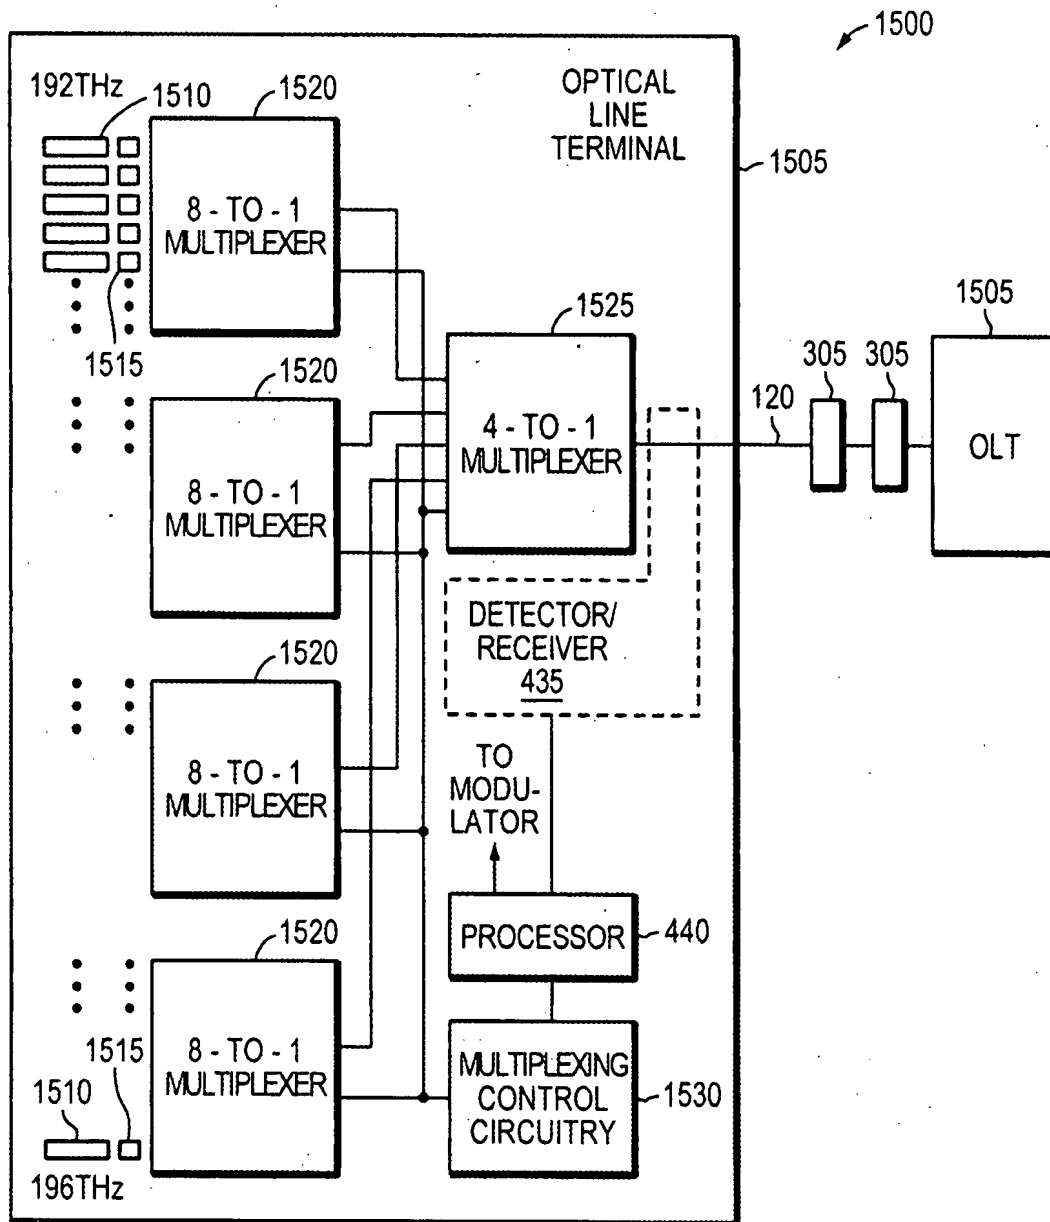 1500
192THz
1510
1520
OPTICAL
LINE
TERMINAL
1505
8 - TO - 1
MULTIPLEXER
1515
1520
1525
1505
305
305
120
4 - TO - 1
MULTIPLEXER
OLT
8 - TO - 1
MULTIPLEXER
DETECTOR/
RECEIVER
435
1520
8 - TO - 1
MULTIPLEXER
TO
MODU-
LATOR
PROCESSOR
440
1520
1515
1510
8 - TO - 1
MULTIPLEXER
MULTIPLEXING
CONTROL
CIRCUITRY
1530
196THz